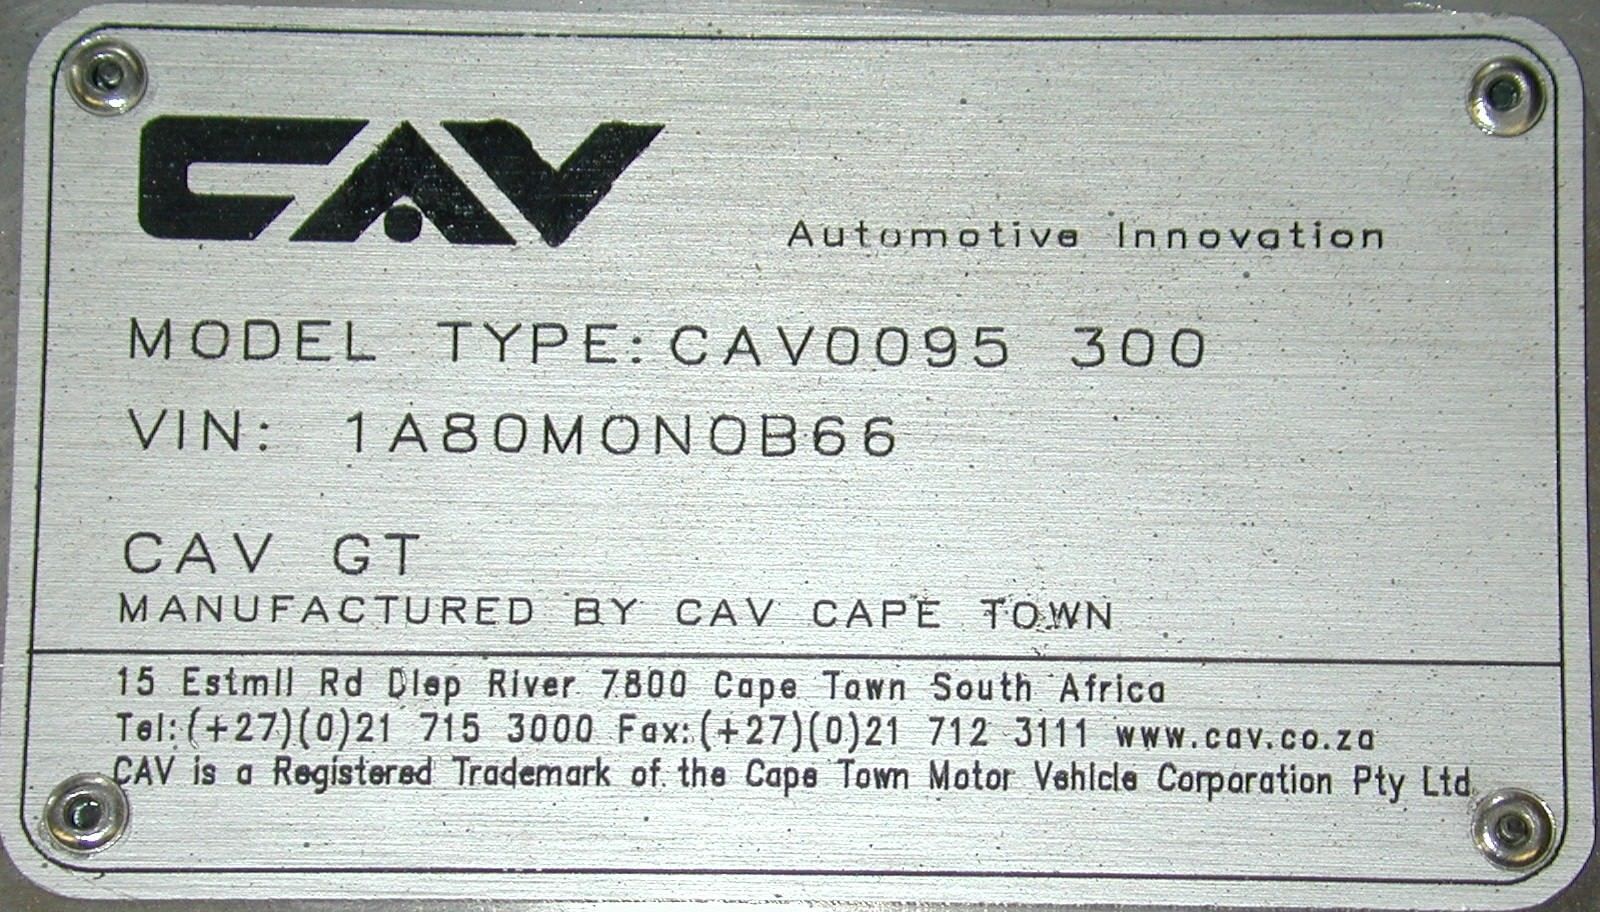 CAV
Automotive Innovation
MODEL TYPE: CAV0095 300
VIN: 1A80MON0B66
CAV GT
MANUFACTURED BY CAV CAPE TOWN
15 Estmil Rd Diep River 7800 Cape Town South Africa
Tel:(+27)(0)21 715 3000 Fax:(+27)(0)21 712 3111 www.cav.co.za
CAV is a Registered Trademark of the Cape Town Motor Vehicle Corporation Pty Ltd